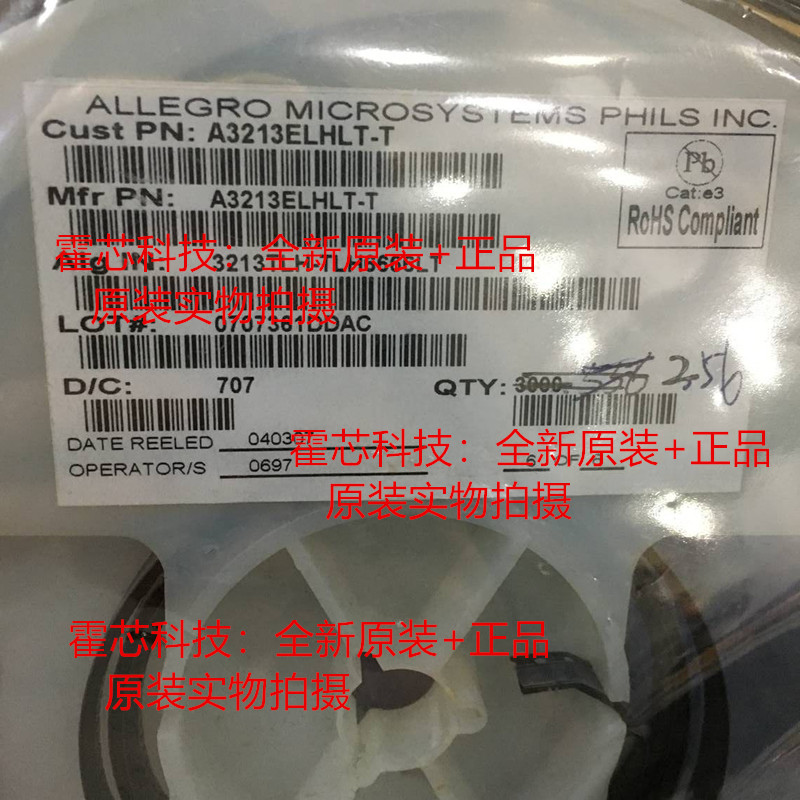 ALLEGRO MICROSYSTEMS PHILS INC.
Cust PN: A3213ELHLT-T
Pb
Cat:e3
RoHS Compliant
Mfr PN: A3213ELHLT-T
霍芯科技：全新原装+正品
原装实物拍摄
LOT#:
D/C: 707
QTY: 3000 556 256
DATE REELED
OPERATOR/S 0697
霍芯科技：全新原装+正品
原装实物拍摄
霍芯科技：全新原装+正品
原装实物拍摄